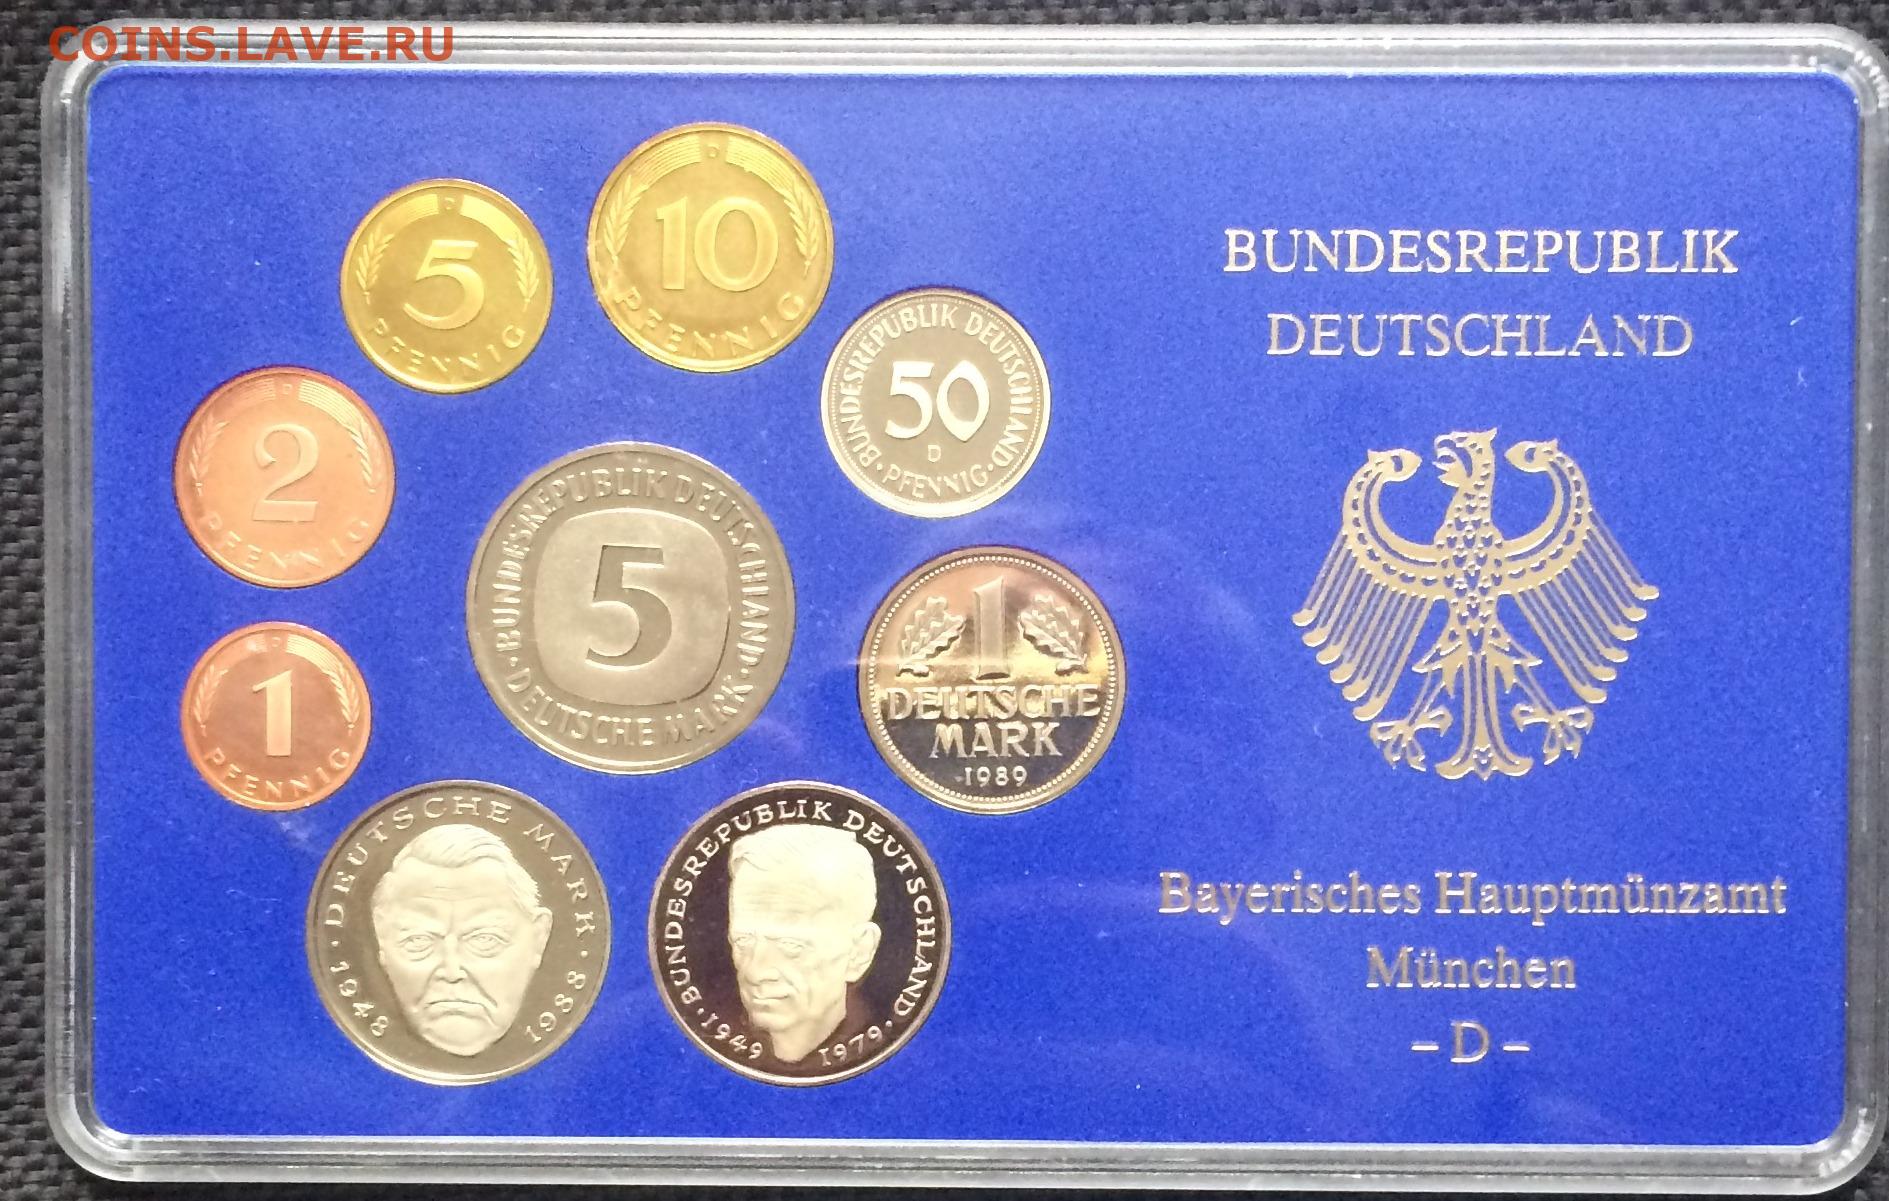 COINS.LAVE.RU
BUNDESREPUBLIK
DEUTSCHLAND
Bayerisches Hauptmünzamt
München
– D –
D
5
PFENNIG
D
10
PFENNIG
BUNDESREPUBLIK DEUTSCHLAND
50
D
PFENNIG
D
2
PFENNIG
BUNDESREPUBLIK DEUTSCHLAND
5
DEUTSCHE MARK
1
DEUTSCHE
MARK
1989
D
1
PFENNIG
DEUTSCHE MARK
1948 1988
BUNDESREPUBLIK DEUTSCHLAND
1949 1979